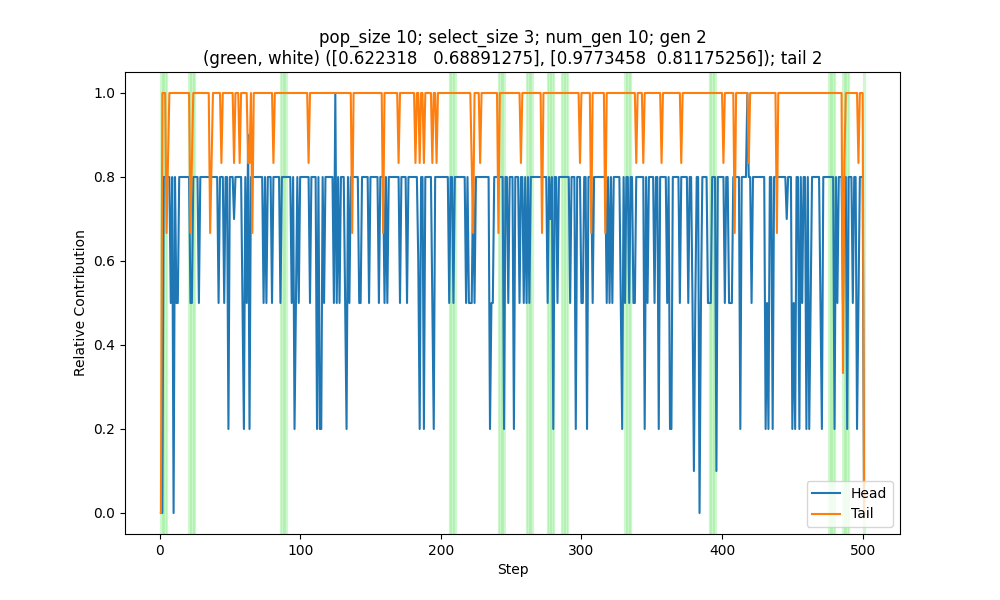 pop_size 10; select_size 3; num_gen 10; gen 2
(green, white) ([0.622318   0.68891275], [0.9773458  0.81175256]); tail 2
1.0
0.8
0.6
0.4
0.2
0.0
Relative Contribution
Head
Tail
0
100
200
300
400
500
Step